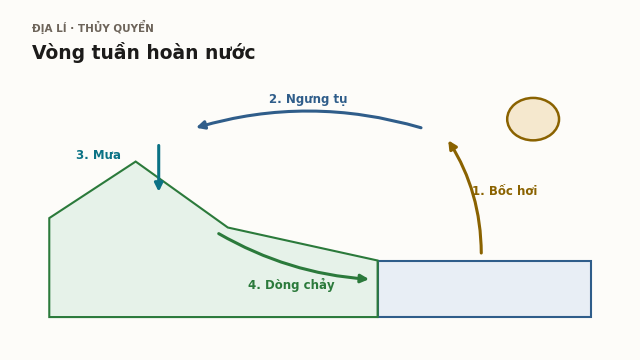 ĐỊA LÍ · THỦY QUYỂN
Vòng tuần hoàn nước
2. Ngưng tụ
3. Mưa
1. Bốc hơi
4. Dòng chảy